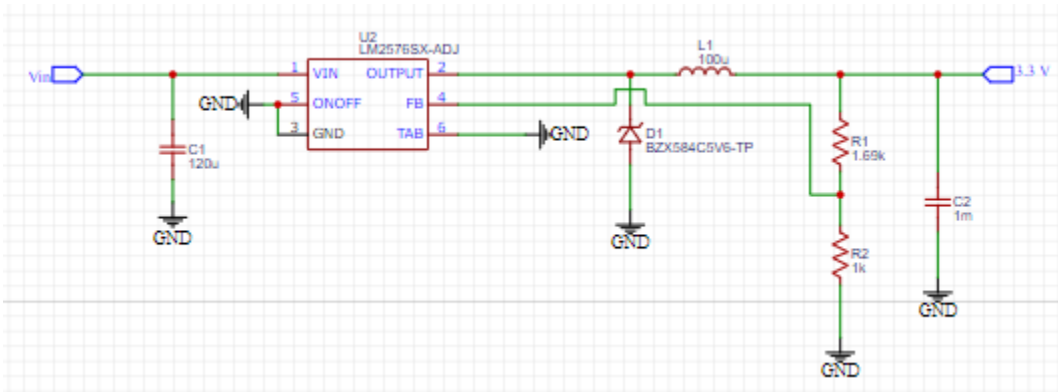 U2
LM2576SX-ADJ
Vin
1
VIN
OUTPUT
2
L1
100u
3.3 V
GND
5
ONOFF
FB
4
3
GND
TAB
6
GND
C1
120u
GND
D1
BZX584C5V6-TP
GND
R1
1.69k
R2
1k
GND
C2
1m
GND